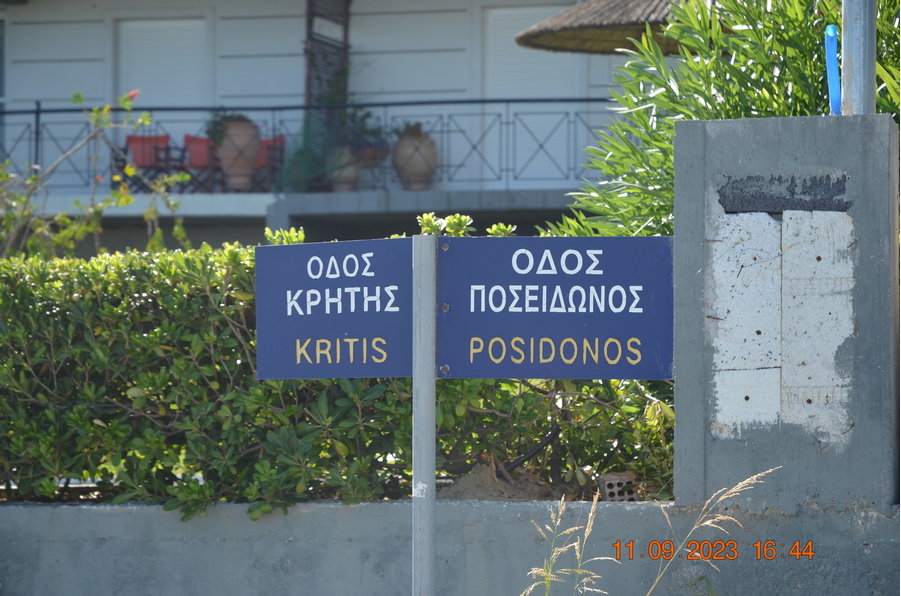 ΟΔΟΣ
ΚΡΗΤΗΣ
KRITIS
ΟΔΟΣ
ΠΟΣΕΙΔΩΝΟΣ
POSIDONOS
11 09 2023 16:44